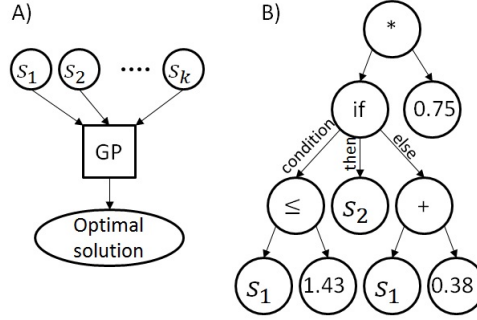 A)
S1 S2 .... Sk
GP
Optimal
solution
B)
*
if 0.75
condition then else
≤ S2 +
S1 1.43 S1 0.38